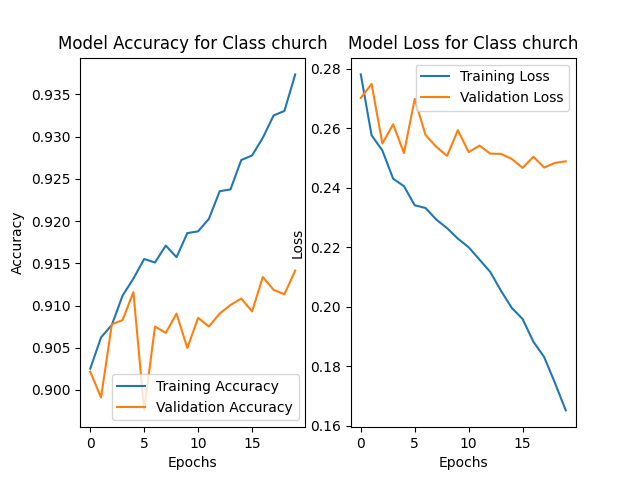 Model Accuracy for Class church
0.935
0.930
0.925
0.920
0.915
0.910
0.905
0.900
Accuracy
Training Accuracy
Validation Accuracy
0
5
10
15
Epochs
Model Loss for Class church
0.28
0.26
0.24
0.22
0.20
0.18
0.16
Loss
Training Loss
Validation Loss
0
5
10
15
Epochs